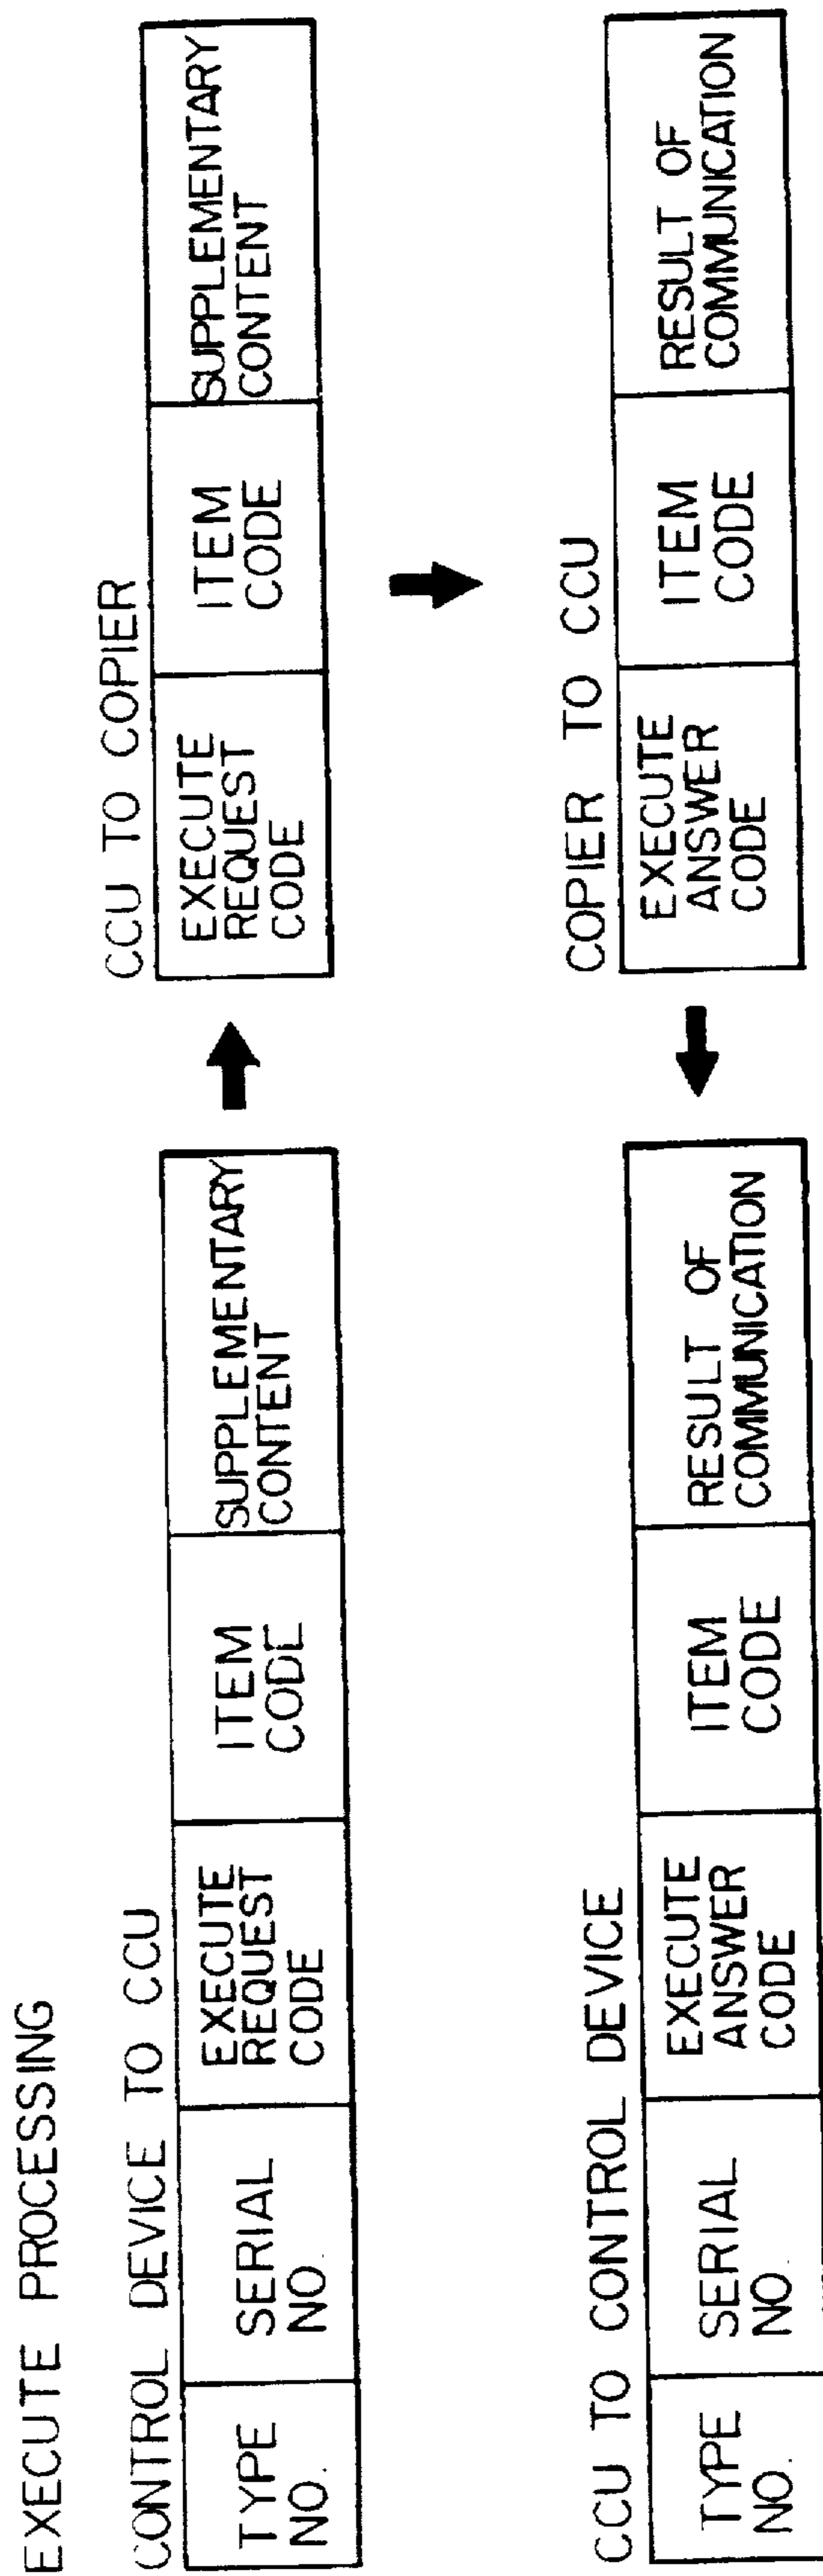 EXECUTE PROCESSING
CONTROL DEVICE TO CCU
TYPE
NO.
SERIAL
NO.
EXECUTE
REQUEST
CODE
ITEM
CODE
SUPPLEMENTARY
CONTENT
CCU TO COPIER
EXECUTE
REQUEST
CODE
ITEM
CODE
SUPPLEMENTARY
CONTENT
COPIER TO CCU
EXECUTE
ANSWER
CODE
ITEM
CODE
RESULT OF
COMMUNICATION
CCU TO CONTROL DEVICE
TYPE
NO.
SERIAL
NO.
EXECUTE
ANSWER
CODE
ITEM
CODE
RESULT OF
COMMUNICATION